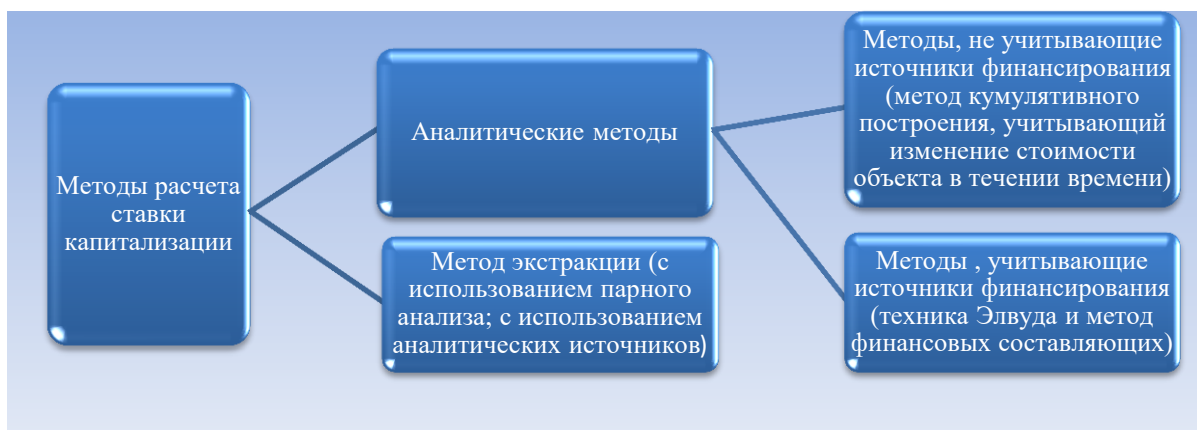 Методы расчета
ставки
капитализации
Аналитические методы
Метод экстракции (с
использованием парного
анализа; с использованием
аналитических источников)
Методы, не учитывающие
источники финансирования
(метод кумулятивного
построения, учитывающий
изменение стоимости
объекта в течении времени)
Методы , учитывающие
источники финансирования
(техника Элвуда и метод
финансовых составляющих)